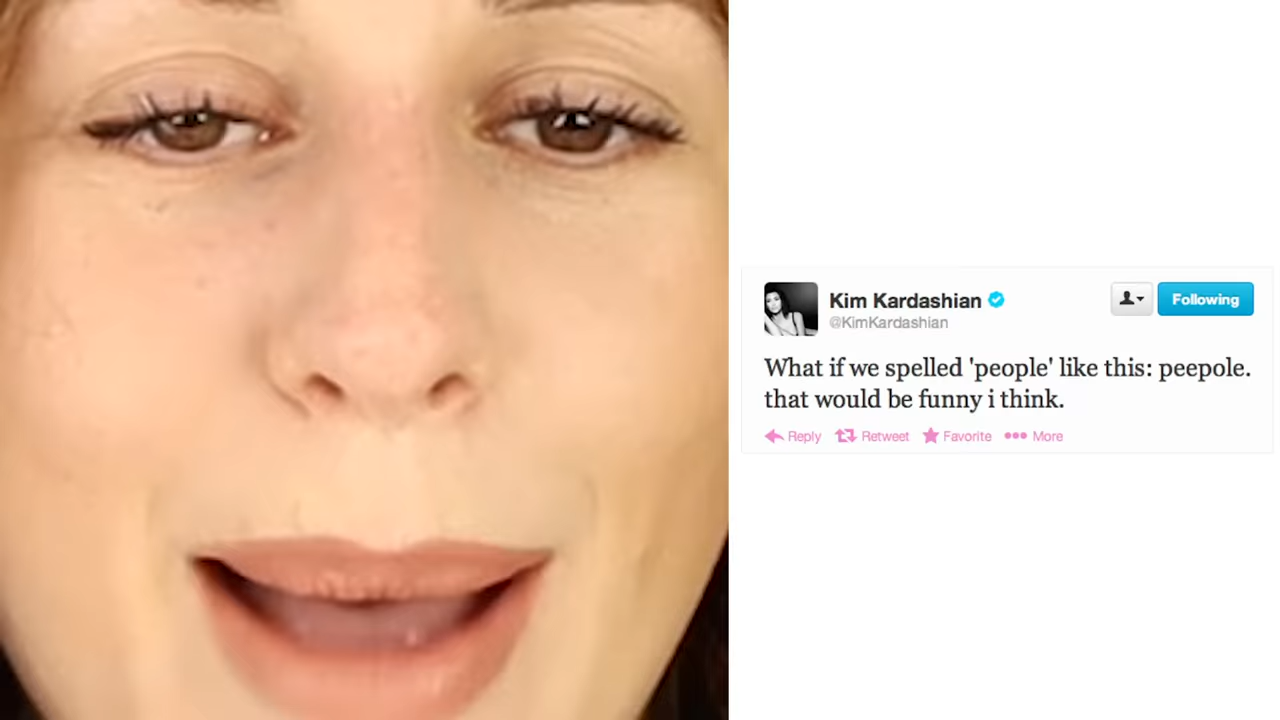 Kim Kardashian
@KimKardashian
Following
What if we spelled 'people' like this: peepole.
that would be funny i think.
Reply Retweet Favorite More